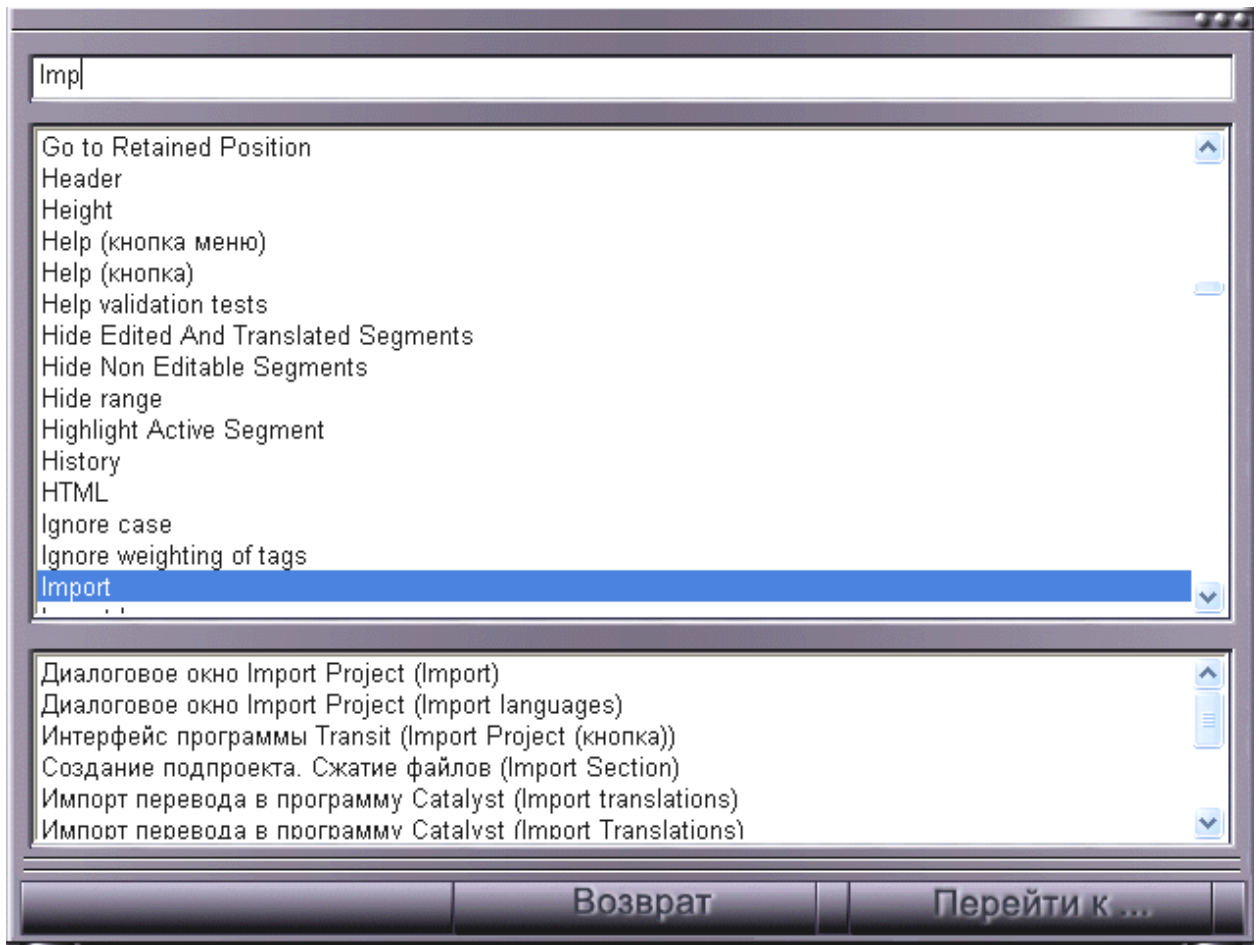 Imp
Go to Retained Position
Header
Height
Help (кнопка меню)
Help (кнопка)
Help validation tests
Hide Edited And Translated Segments
Hide Non Editable Segments
Hide range
Highlight Active Segment
History
HTML
Ignore case
Ignore weighting of tags
Import
Диалоговое окно Import Project (Import)
Диалоговое окно Import Project (Import languages)
Интерфейс программы Transit (Import Project (кнопка))
Создание подпроекта. Сжатие файлов (Import Section)
Импорт перевода в программу Catalyst (Import translations)
Импорт перевода в программу Catalyst (Import Translations)
Возврат
Перейти к ...